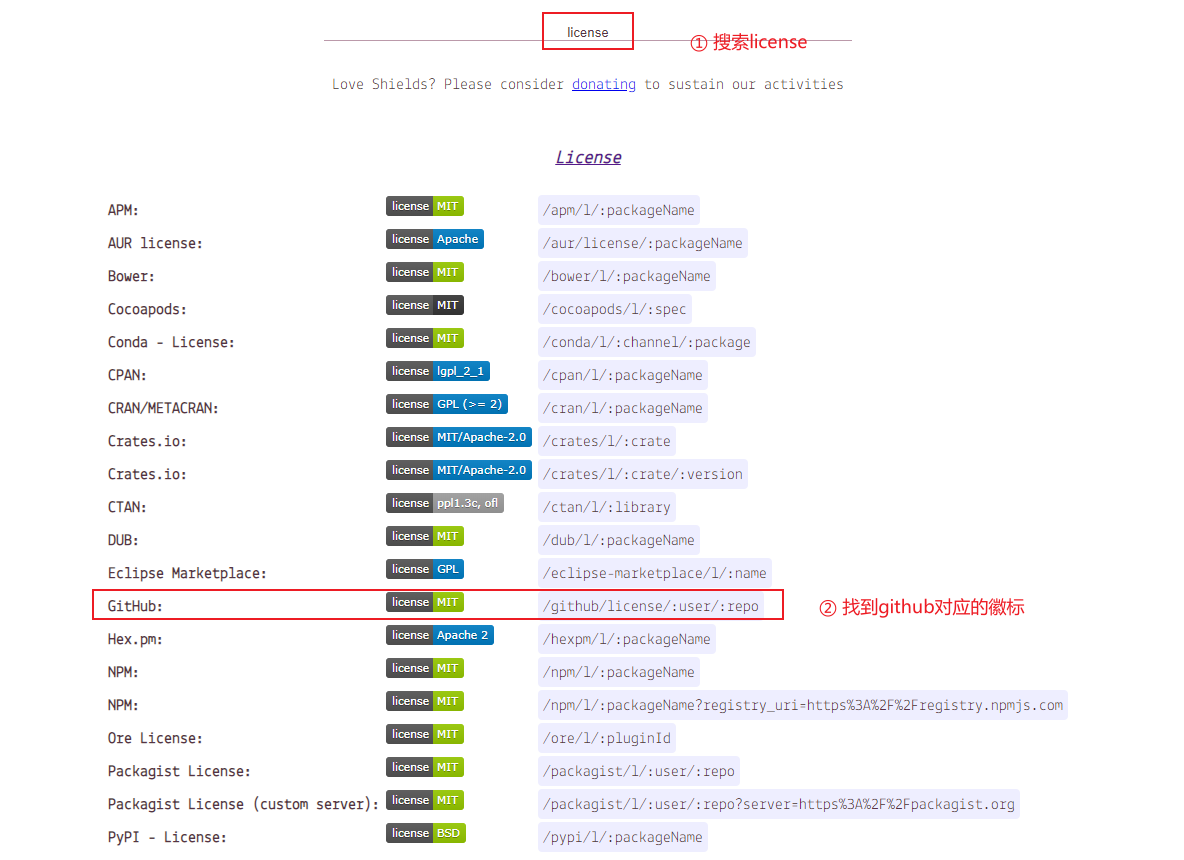 license
① 搜索license
Love Shields? Please consider donating to sustain our activities
License
APM: license MIT /apm/l/:packageName
AUR license: license Apache /aur/license/:packageName
Bower: license MIT /bower/l/:packageName
Cocoapods: license MIT /cocoapods/l/:spec
Conda - License: license MIT /conda/l/:channel/:package
CPAN: license lgpl_2_1 /cpan/l/:packageName
CRAN/METACRAN: license GPL (>= 2) /cran/l/:packageName
Crates.io: license MIT/Apache-2.0 /crates/l/:crate
Crates.io: license MIT/Apache-2.0 /crates/l/:crate/:version
CTAN: license ppl1.3c, ofl /ctan/l/:library
DUB: license MIT /dub/l/:packageName
Eclipse Marketplace: license GPL /eclipse-marketplace/l/:name
GitHub: license MIT /github/license/:user/:repo ② 找到github对应的徽标
Hex.pm: license Apache 2 /hexpm/l/:packageName
NPM: license MIT /npm/l/:packageName
NPM: license MIT /npm/l/:packageName?registry_uri=https%3A%2F%2Fregistry.npmjs.com
Ore License: license MIT /ore/l/:pluginId
Packagist License: license MIT /packagist/l/:user/:repo
Packagist License (custom server): license MIT /packagist/l/:user/:repo?server=https%3A%2F%2Fpackagist.org
PyPI - License: license BSD /pypi/l/:packageName